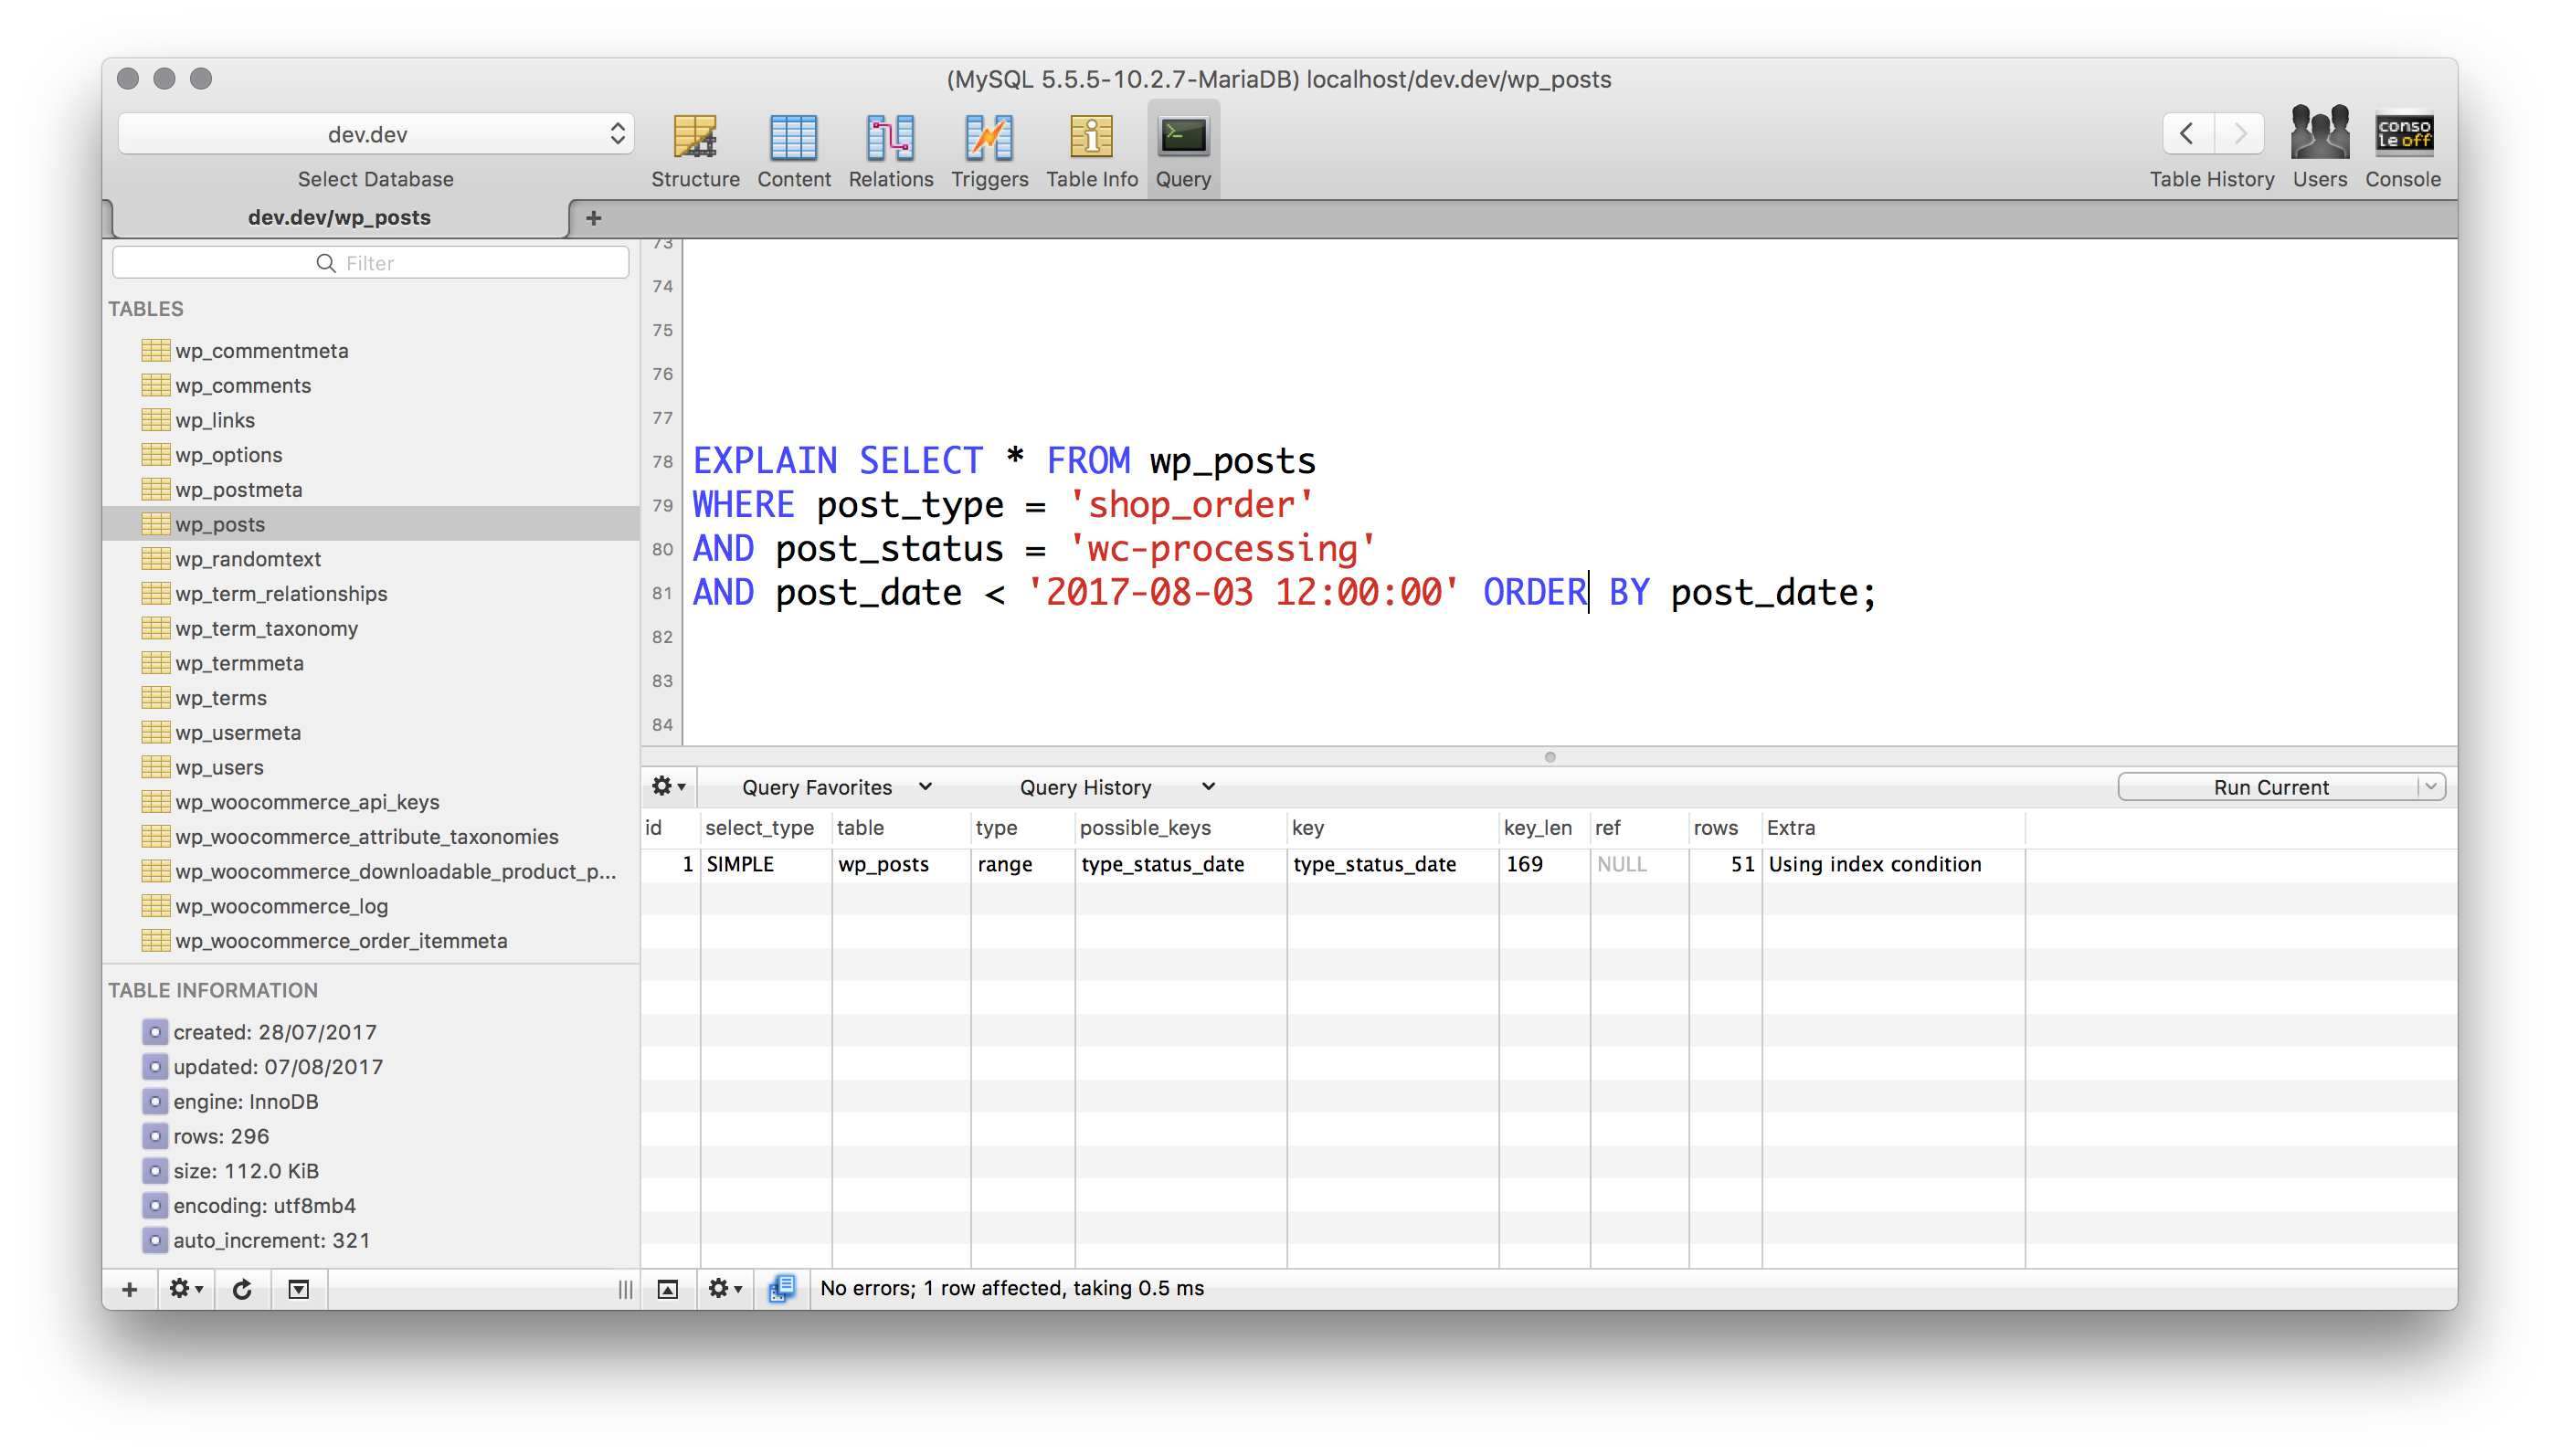 (MySQL 5.5.5-10.2.7-MariaDB) localhost/dev.dev/wp_posts
dev.dev
Select Database
Structure
Content
Relations
Triggers
Table Info
Query
Table History
Users
conso
le off
Console
dev.dev/wp_posts
Filter
TABLES
wp_commentmeta
wp_comments
wp_links
wp_options
wp_postmeta
wp_posts
wp_randomtext
wp_term_relationships
wp_term_taxonomy
wp_termmeta
wp_terms
wp_usermeta
wp_users
wp_woocommerce_api_keys
wp_woocommerce_attribute_taxonomies
wp_woocommerce_downloadable_product_p...
wp_woocommerce_log
wp_woocommerce_order_itemmeta
TABLE INFORMATION
created: 28/07/2017
updated: 07/08/2017
engine: InnoDB
rows: 296
size: 112.0 KiB
encoding: utf8mb4
auto_increment: 321
73
74
75
76
77
78 EXPLAIN SELECT * FROM wp_posts
79 WHERE post_type = 'shop_order'
80 AND post_status = 'wc-processing'
81 AND post_date < '2017-08-03 12:00:00' ORDER BY post_date;
82
83
84
Query Favorites
Query History
Run Current
id select_type table type possible_keys key key_len ref rows Extra
1 SIMPLE wp_posts range type_status_date type_status_date 169 NULL 51 Using index condition
No errors; 1 row affected, taking 0.5 ms